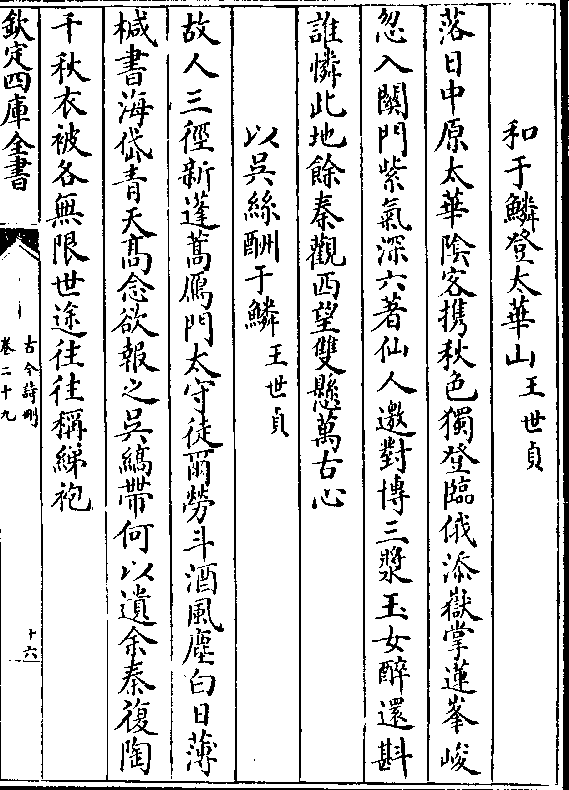 和于鱗登太華山 王世貞
落日中原太華陰客携秋色獨登臨俄添嶽掌蓮峯峻
忽入關門紫氣深六著仙人邀對博三漿玉女醉還斟
誰憐此地餘秦觀西望雙懸萬古心
以吳絲酬于鱗 王世貞
故人三徑新蓬蒿鴈門太守徒爾勞斗酒風塵白日薄
椷書海岱青天髙念欲報之吳縞帶何以遺余秦復陶
千秋衣被各無限世途往往稱綈袍
欽定四庫全書
古今詩刪
卷二十九
十六